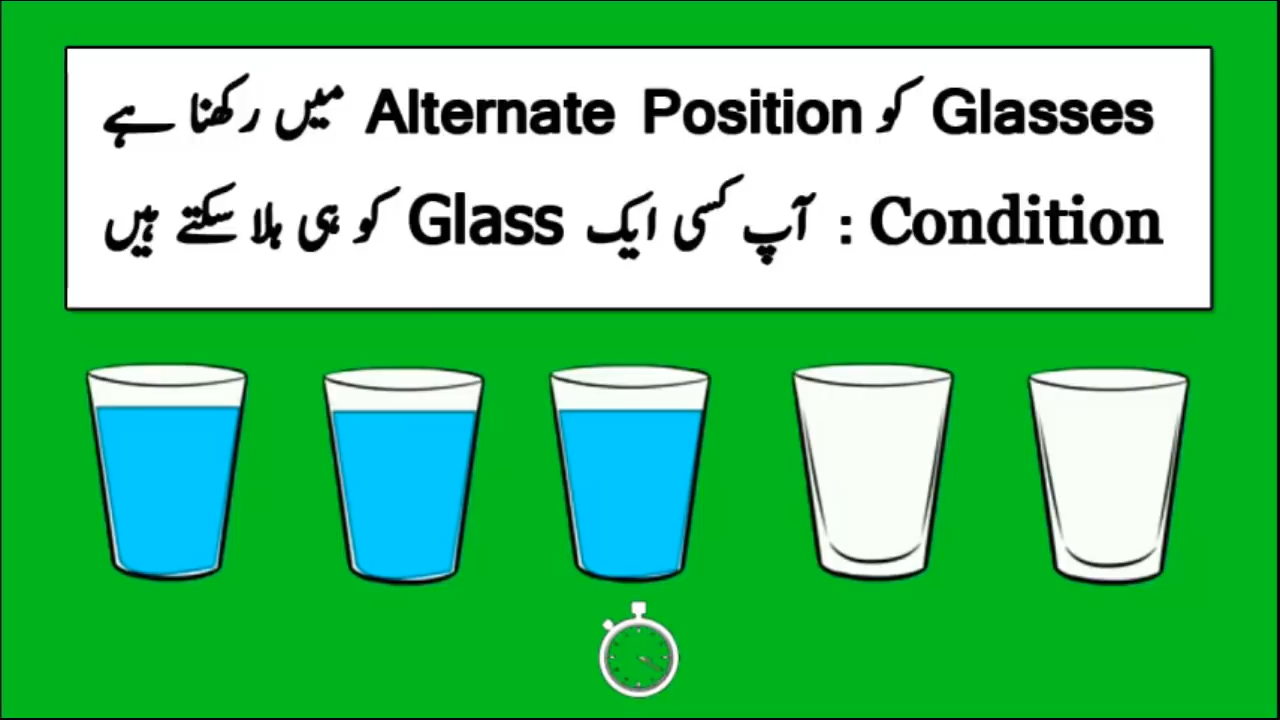 Glasses کو Alternate Position میں رکھنا ہے
Condition : آپ کسی ایک Glass کو ہی ہلا سکتے ہیں